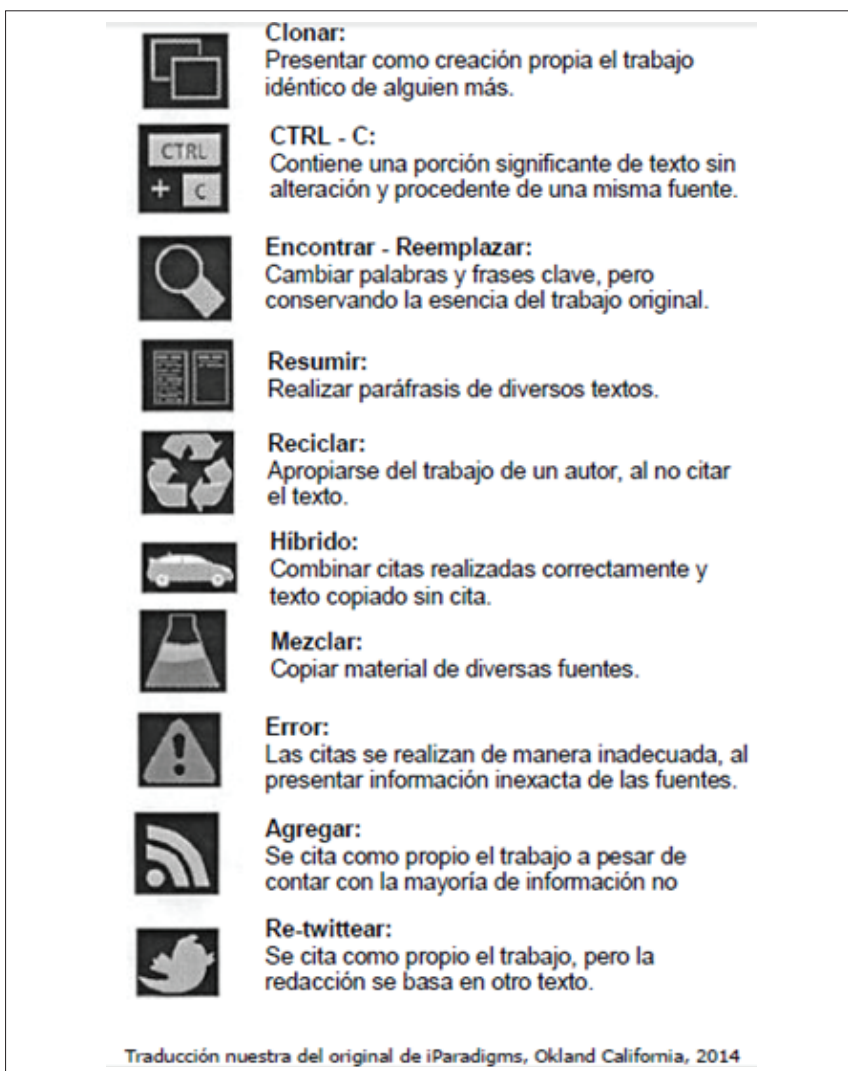 Clonar:
Presentar como creación propia el trabajo
idéntico de alguien más.
CTRL
+ C
CTRL - C:
Contiene una porción significante de texto sin
alteración y procedente de una misma fuente.
Encontrar - Reemplazar:
Cambiar palabras y frases clave, pero
conservando la esencia del trabajo original.
Resumir:
Realizar paráfrasis de diversos textos.
Reciclar:
Apropiarse del trabajo de un autor, al no citar
el texto.
Híbrido:
Combinar citas realizadas correctamente y
texto copiado sin cita.
Mezclar:
Copiar material de diversas fuentes.
Error:
Las citas se realizan de manera inadecuada, al
presentar información inexacta de las fuentes.
Agregar:
Se cita como propio el trabajo a pesar de
contar con la mayoría de información no
Re-twittear:
Se cita como propio el trabajo, pero la
redacción se basa en otro texto.
Traducción nuestra del original de iParadigms, Okland California, 2014